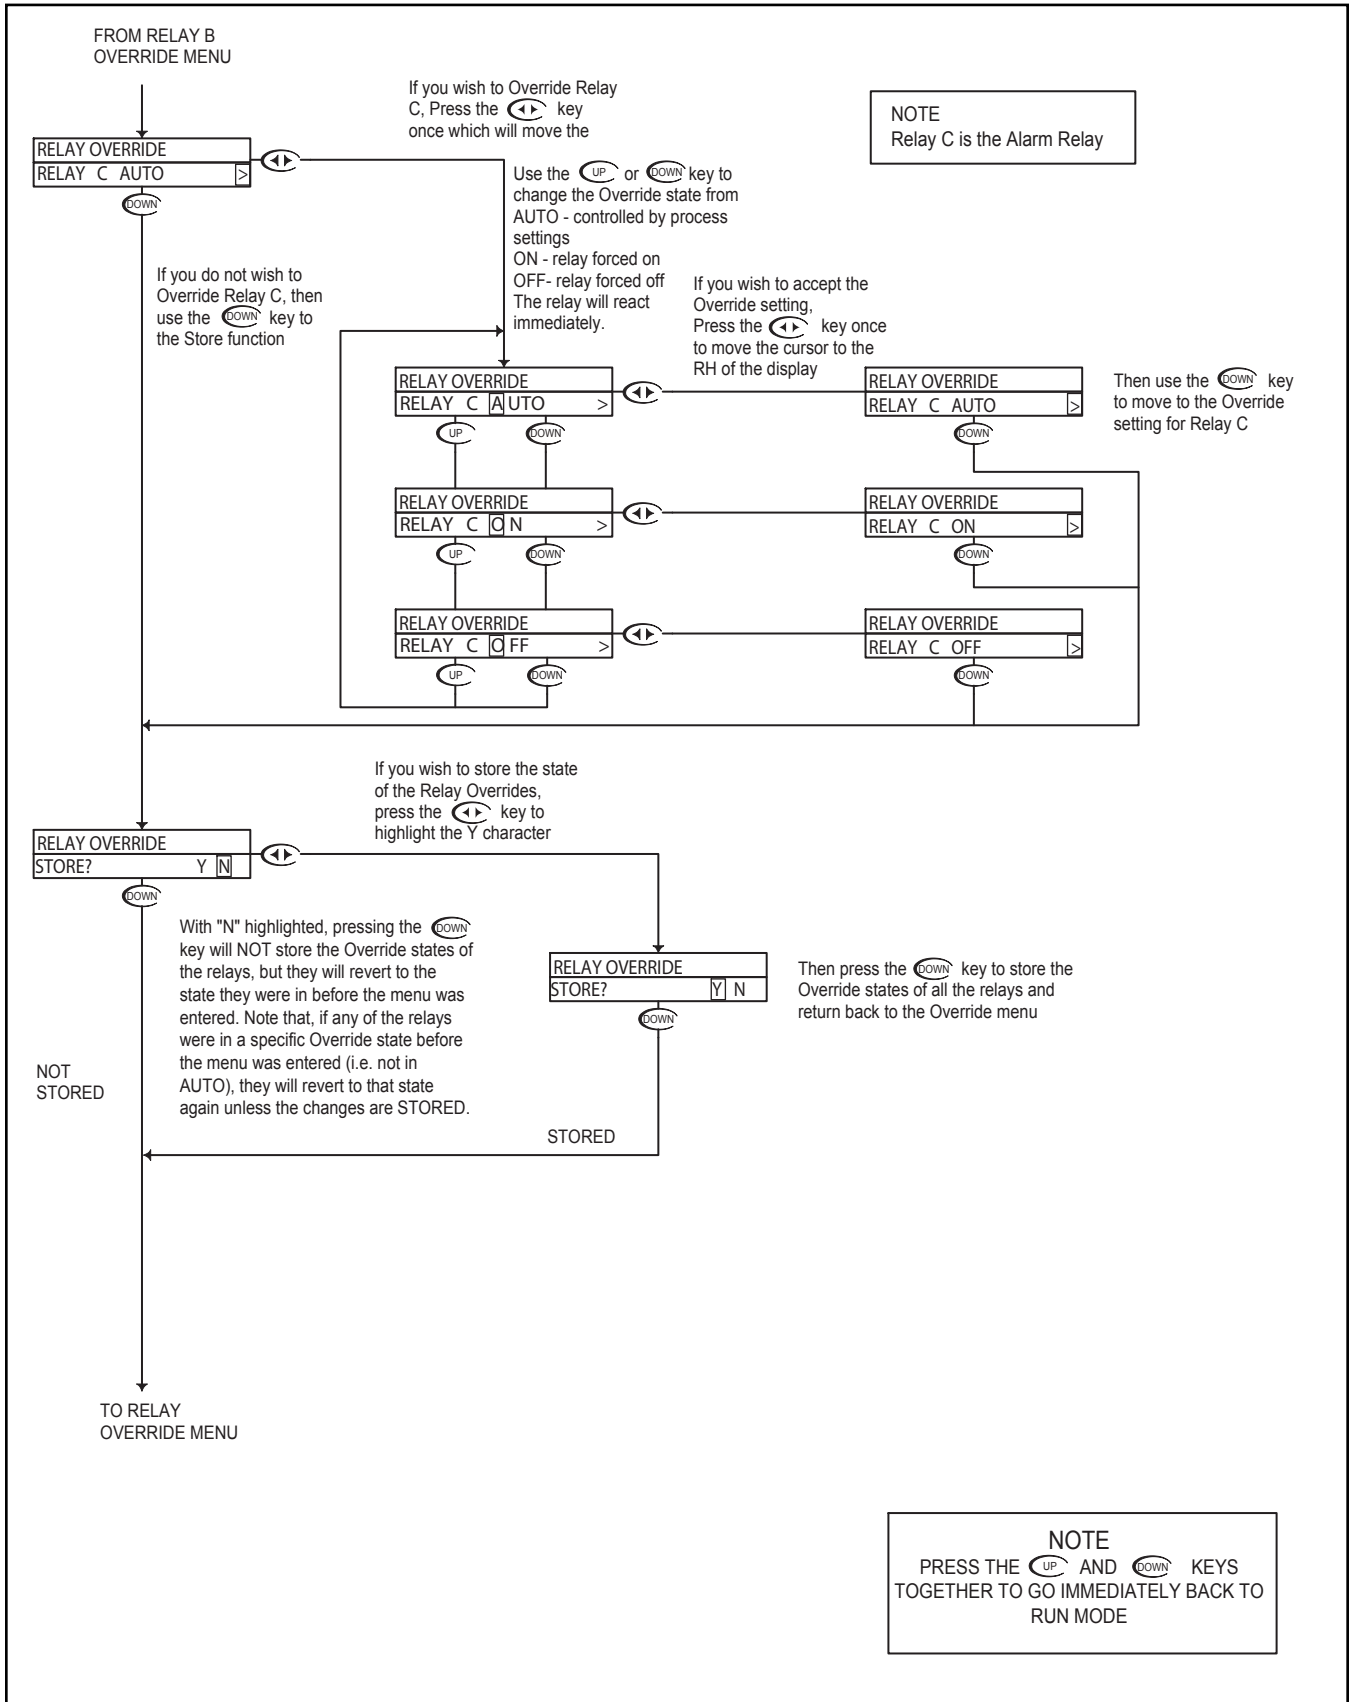 FROM RELAY B
OVERRIDE MENU
If you wish to Override Relay
C, Press the key
once which will move the
NOTE
Relay C is the Alarm Relay
RELAY OVERRIDE
RELAY C AUTO >
DOWN
Use the UP or DOWN key to
change the Override state from
AUTO - controlled by process
settings
ON - relay forced on
OFF- relay forced off
The relay will react
immediately.
If you do not wish to
Override Relay C, then
use the DOWN key to
the Store function
If you wish to accept the
Override setting,
Press the key once
to move the cursor to the
RH of the display
RELAY OVERRIDE
RELAY C AUTO >
UP DOWN
RELAY OVERRIDE
RELAY C AUTO >
DOWN
Then use the DOWN key
to move to the Override
setting for Relay C
RELAY OVERRIDE
RELAY C ON >
UP DOWN
RELAY OVERRIDE
RELAY C ON >
DOWN
RELAY OVERRIDE
RELAY C OFF >
UP DOWN
RELAY OVERRIDE
RELAY C OFF >
DOWN
If you wish to store the state
of the Relay Overrides,
press the key to
highlight the Y character
RELAY OVERRIDE
STORE? Y N
DOWN
With "N" highlighted, pressing the DOWN
key will NOT store the Override states of
the relays, but they will revert to the
state they were in before the menu was
entered. Note that, if any of the relays
were in a specific Override state before
the menu was entered (i.e. not in
AUTO), they will revert to that state
again unless the changes are STORED.
RELAY OVERRIDE
STORE? Y N
DOWN
Then press the DOWN key to store the
Override states of all the relays and
return back to the Override menu
NOT
STORED
STORED
TO RELAY
OVERRIDE MENU
NOTE
PRESS THE UP AND DOWN KEYS
TOGETHER TO GO IMMEDIATELY BACK TO
RUN MODE